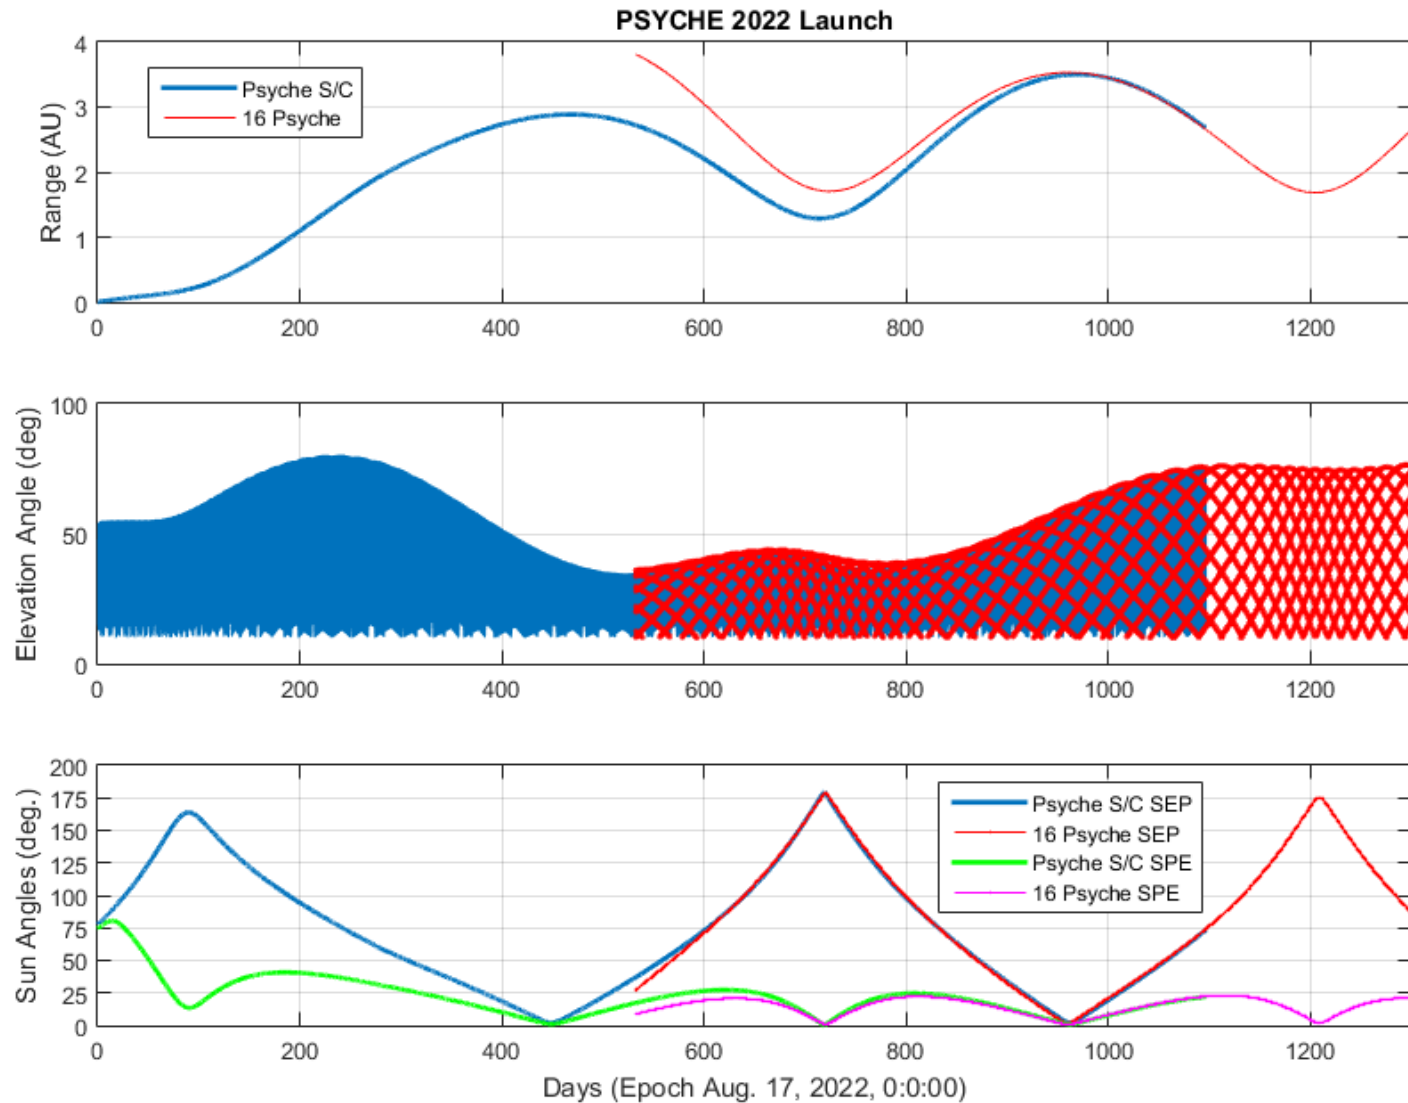 PSYCHE 2022 Launch
Range (AU)
4
3
2
1
0
Psyche S/C
16 Psyche
0 200 400 600 800 1000 1200
Elevation Angle (deg)
100
50
0
0 200 400 600 800 1000 1200
Sun Angles (deg.)
200
175
150
125
100
75
50
25
0
Psyche S/C SEP
16 Psyche SEP
Psyche S/C SPE
16 Psyche SPE
0 200 400 600 800 1000 1200
Days (Epoch Aug. 17, 2022, 0:0:00)